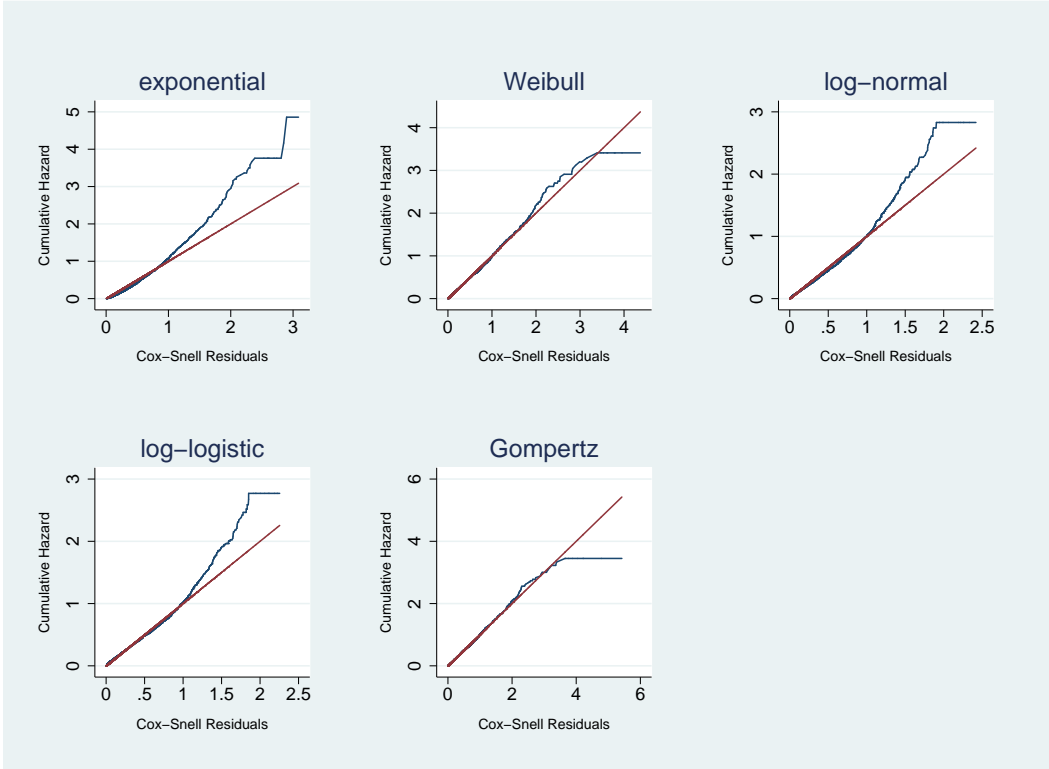 exponential
Cumulative Hazard
5
4
3
2
1
0
0 1 2 3
Cox−Snell Residuals
Weibull
Cumulative Hazard
4
3
2
1
0
0 1 2 3 4
Cox−Snell Residuals
log−normal
Cumulative Hazard
3
2
1
0
0 .5 1 1.5 2 2.5
Cox−Snell Residuals
log−logistic
Cumulative Hazard
3
2
1
0
0 .5 1 1.5 2 2.5
Cox−Snell Residuals
Gompertz
Cumulative Hazard
6
4
2
0
0 2 4 6
Cox−Snell Residuals